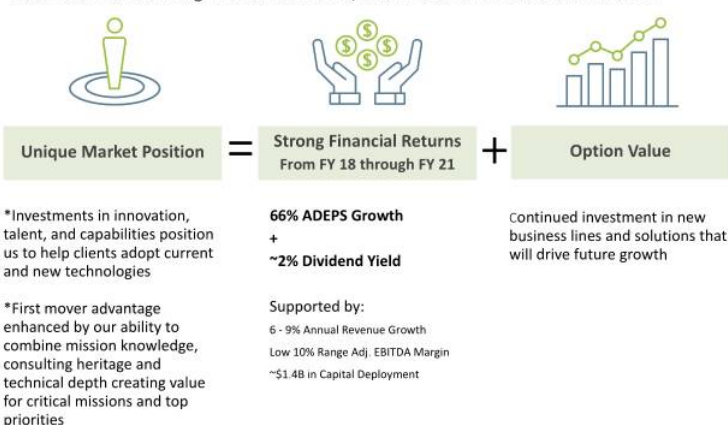 Unique Market Position
=
Strong Financial Returns
From FY 18 through FY 21
+
Option Value
*Investments in innovation,
talent, and capabilities position
us to help clients adopt current
and new technologies
*First mover advantage
enhanced by our ability to
combine mission knowledge,
consulting heritage and
technical depth creating value
for critical missions and top
priorities
66% ADEPS Growth
+
~2% Dividend Yield
Supported by:
6 - 9% Annual Revenue Growth
Low 10% Range Adj. EBITDA Margin
~$1.4B in Capital Deployment
Continued investment in new
business lines and solutions that
will drive future growth